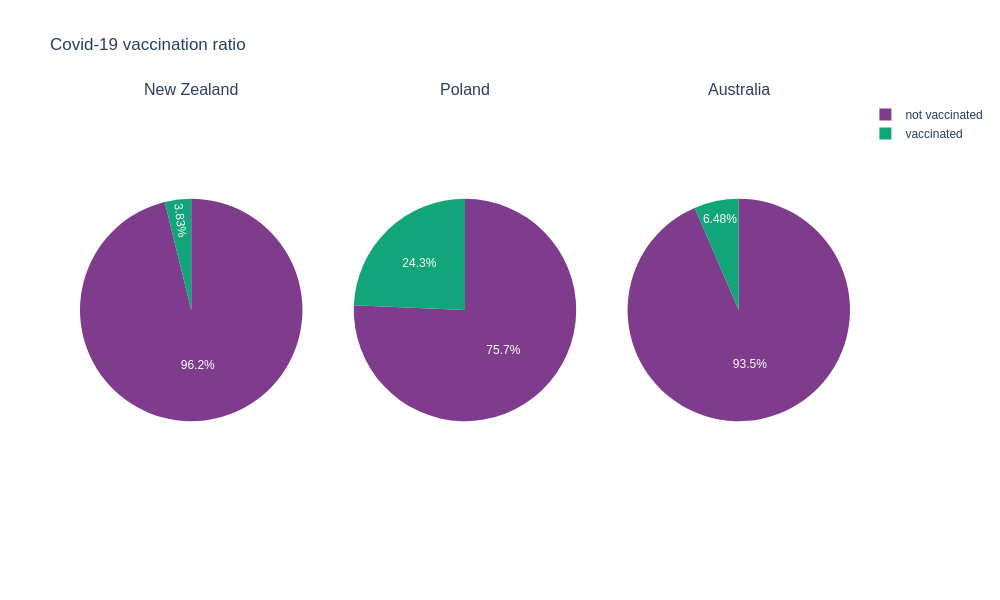 Covid-19 vaccination ratio
New Zealand
Poland
Australia
not vaccinated
vaccinated
3.83%
96.2%
24.3%
75.7%
6.48%
93.5%